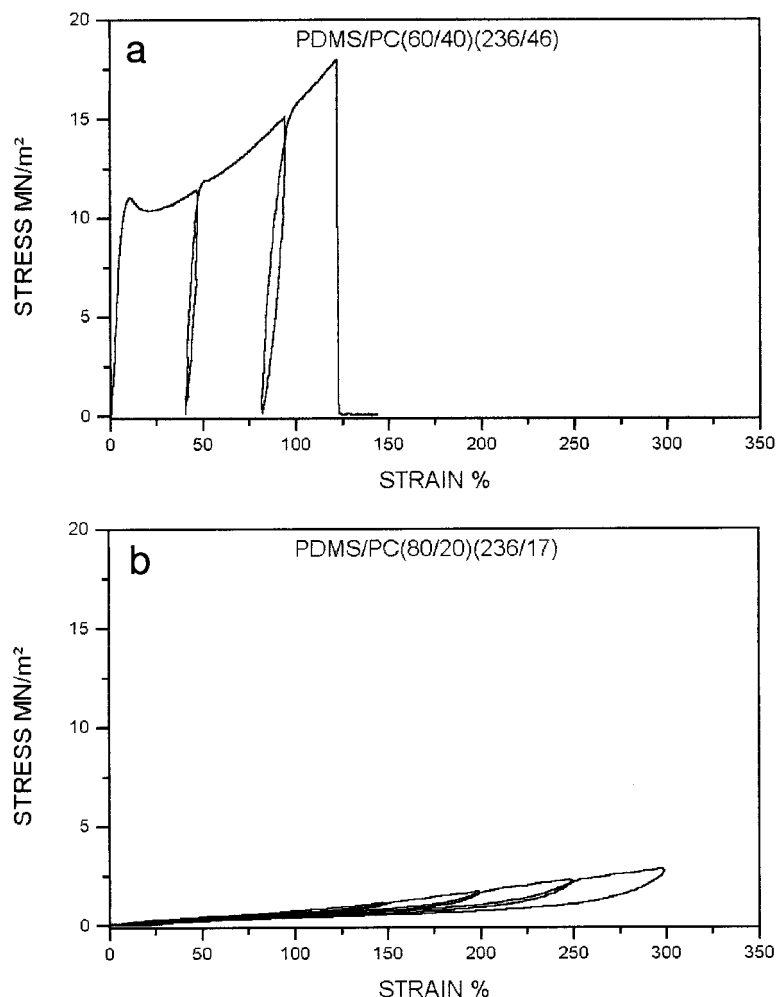 a
PDMS/PC(60/40)(236/46)
20
15
10
5
0
STRESS MN/m²
0 50 100 150 200 250 300 350
STRAIN %
b
PDMS/PC(80/20)(236/17)
20
15
10
5
0
STRESS MN/m²
0 50 100 150 200 250 300 350
STRAIN %